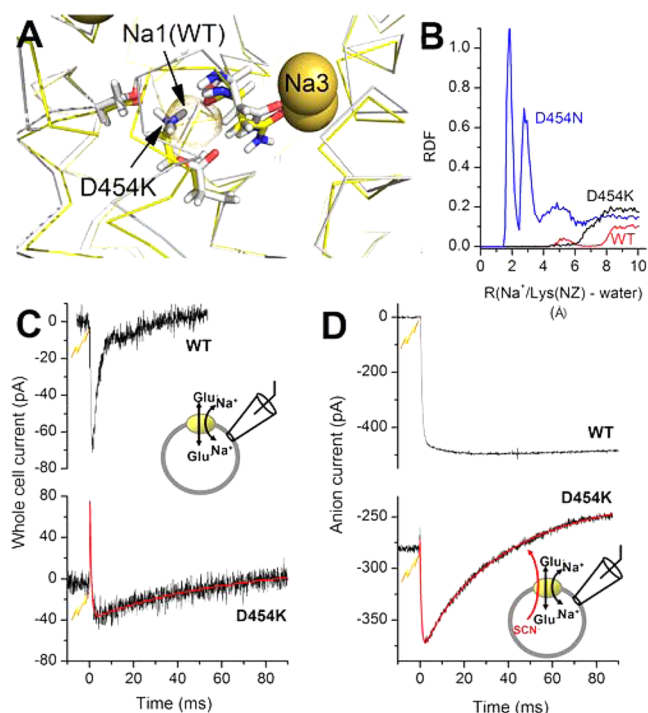 A
Na1(WT)
Na3
D454K
B
RDF
1.0
0.8
0.6
0.4
0.2
0.0
D454N
D454K
WT
0 2 4 6 8 10
R(Na⁺/Lys(NZ) - water)
(Å)
C
Whole cell current (pA)
20
0
-20
-40
-60
-80
WT
Glu Na⁺
Glu Na⁺
80
40
0
-40
-80
D454K
0 20 40 60 80
Time (ms)
D
Anion current (pA)
0
-200
-400
WT
-250
-300
-350
D454K
Glu Na⁺
Glu Na⁺
SCN⁻
0 20 40 60 80
Time (ms)